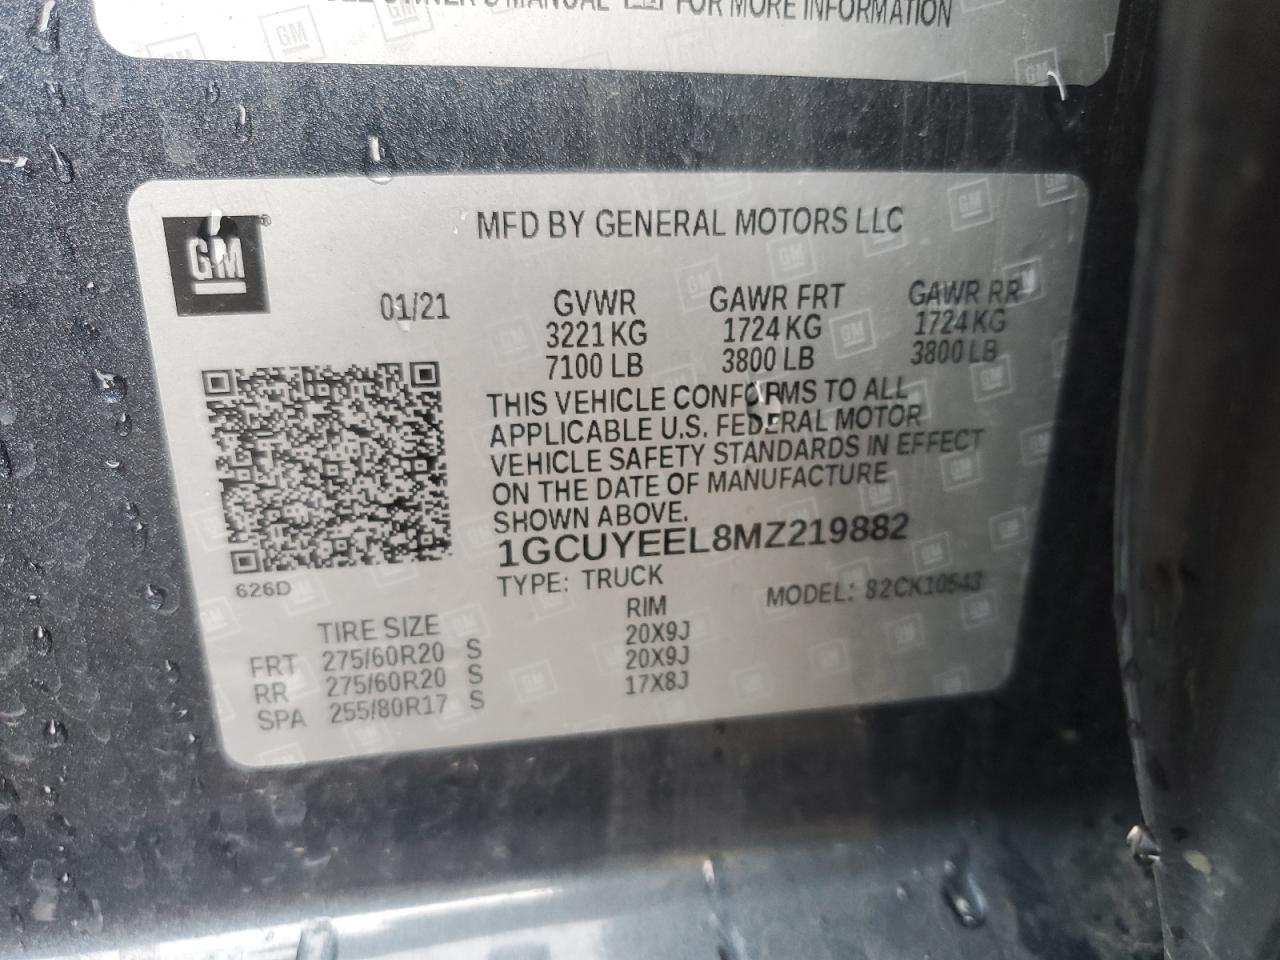 OWNER'S MANUAL FOR MORE INFORMATION
GM
MFD BY GENERAL MOTORS LLC
01/21
GVWR GAWR FRT GAWR RR
3221 KG 1724 KG 1724 KG
7100 LB 3800 LB 3800 LB
THIS VEHICLE CONFORMS TO ALL
APPLICABLE U.S. FEDERAL MOTOR
VEHICLE SAFETY STANDARDS IN EFFECT
ON THE DATE OF MANUFACTURE
SHOWN ABOVE.
1GCUYEEL8MZ219882
626D
TYPE: TRUCK MODEL: 82CK10543
TIRE SIZE RIM
FRT 275/60R20 S 20X9J
RR 275/60R20 S 20X9J
SPA 255/80R17 S 17X8J